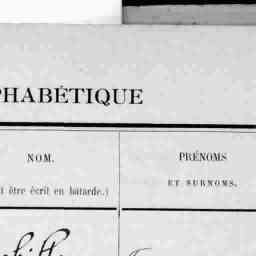 PHABÉTIQUE
NOM.
PRÉNOMS
ET SURNOMS.
être écrit en bâtarde.)